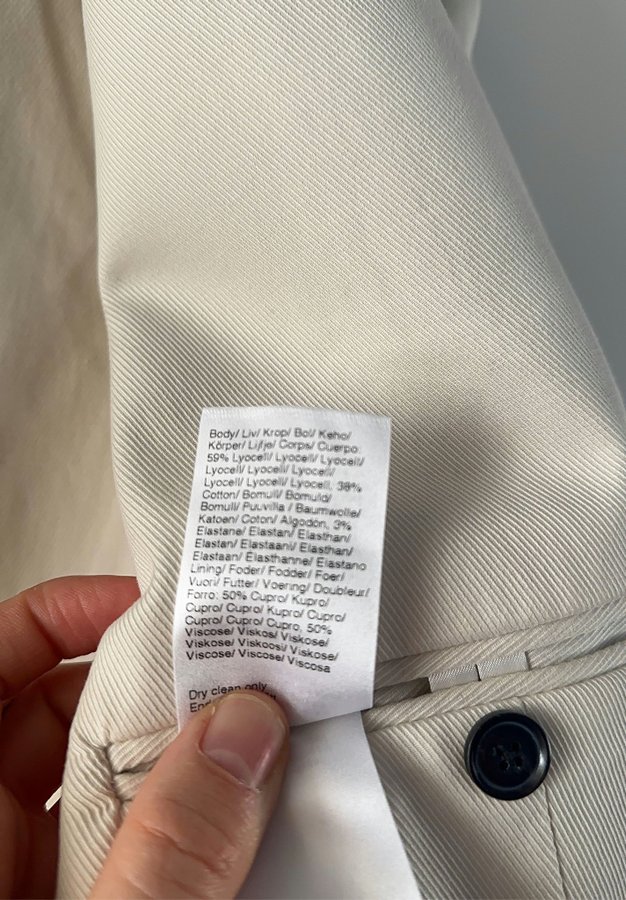 Body/ Liv/ Krop/ Bol/ Keho/
Körper/ Lijfje/ Corps/ Cuerpo:
59% Lyocell/ Lyocell/ Lyocell/
Lyocell/ Lyocell/ Lyocell/
Lyocell/ Lyocell/ Lyocell, 38%
Cotton/ Bomull/ Bomuld/
Bomull/ Puuvilla / Baumwolle/
Katoen/ Coton/ Algodón, 3%
Elastane/ Elastan/ Elasthan/
Elastan/ Elastaani/ Elasthan/
Elastaan/ Elasthanne/ Elastano
Lining/ Foder/ Fodder/ Foer/
Vuori/ Futter/ Voering/ Doubleur/
Forro: 50% Cupro/ Kupro/
Cupro/ Cupro/ Kupro/ Cupro/
Cupro/ Cupro/ Cupro, 50%
Viscose/ Viskos/ Viskose/
Viskose/ Viskoosi/ Viskose/
Viscose/ Viscose/ Viscosa
Dry clean only